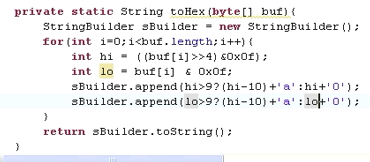 private static String toHex(byte[] buf){
StringBuilder sBuilder = new StringBuilder();
for(int i=0;i<buf.length;i++){
int hi = ((buf[i]>>4)&0x0f);
int lo = buf[i] & 0x0f;
sBuilder.append(hi>9?(hi-10)+'a':hi+'0');
sBuilder.append(lo>9?(hi-10)+'a':lo+'0');
}
return sBuilder.toString();
}